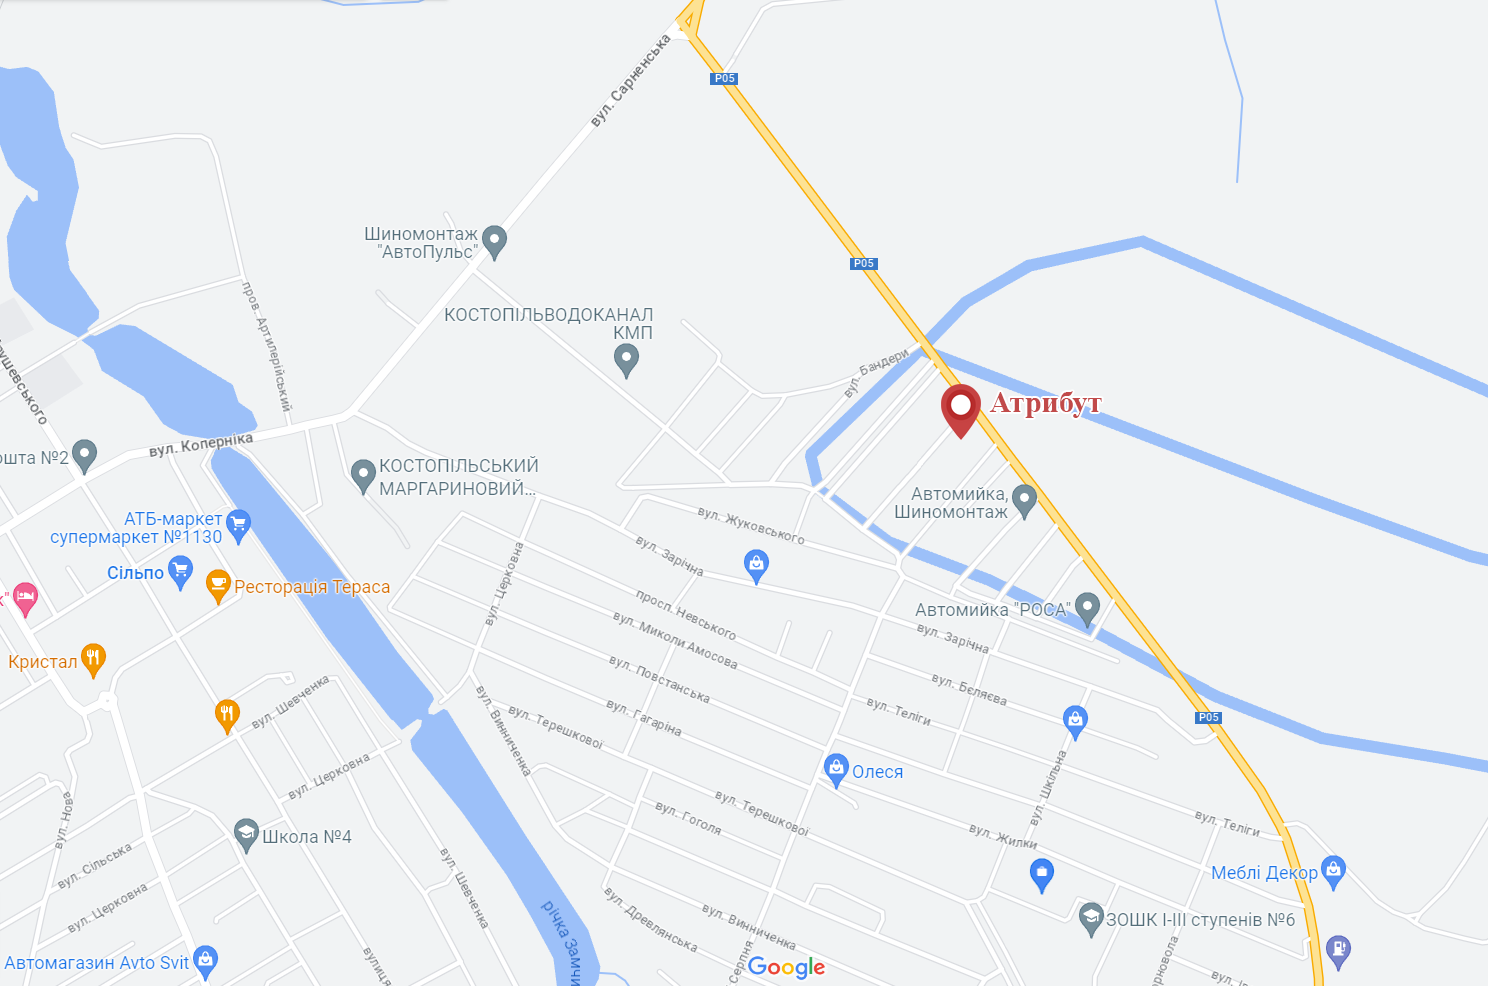 вул. Сарненська
P05
Шиномонтаж
"АвтоПульс"
P05
пров. Артилерійський
КОСТОПІЛЬВОДОКАНАЛ
КМП
вул. Бандери
Атрибут
вул. Коперніка
№2
КОСТОПІЛЬСЬКИЙ
МАРГАРИНОВИЙ...
Автомийка,
Шиномонтаж
АТБ-маркет
супермаркет №1130
вул. Жуковського
вул. Зарічна
Сільпо
Ресторація Тераса
вул. Церковна
просп. Невського
Автомийка "РОСА"
вул. Миколи Амосова
вул. Зарічна
Кристал
вул. Повстанська
вул. Беляєва
вул. Шевченка
вул. Винниченка
вул. Гагаріна
вул. Теліги
P05
вул. Терешкової
вул. Церковна
Олеся
вул. Шкільна
вул. Нова
вул. Терешкової
вул. Гоголя
вул. Теліги
Школа №4
вул. Жилки
вул. Сільська
вул. Шевченка
Меблі Декор
вул. Церковна
вул. Древлянська
вул. Винниченка
ЗОШК І-ІІІ ступенів №6
річка
Серпня
вулиця
Автомагазин Avto Svit
Google